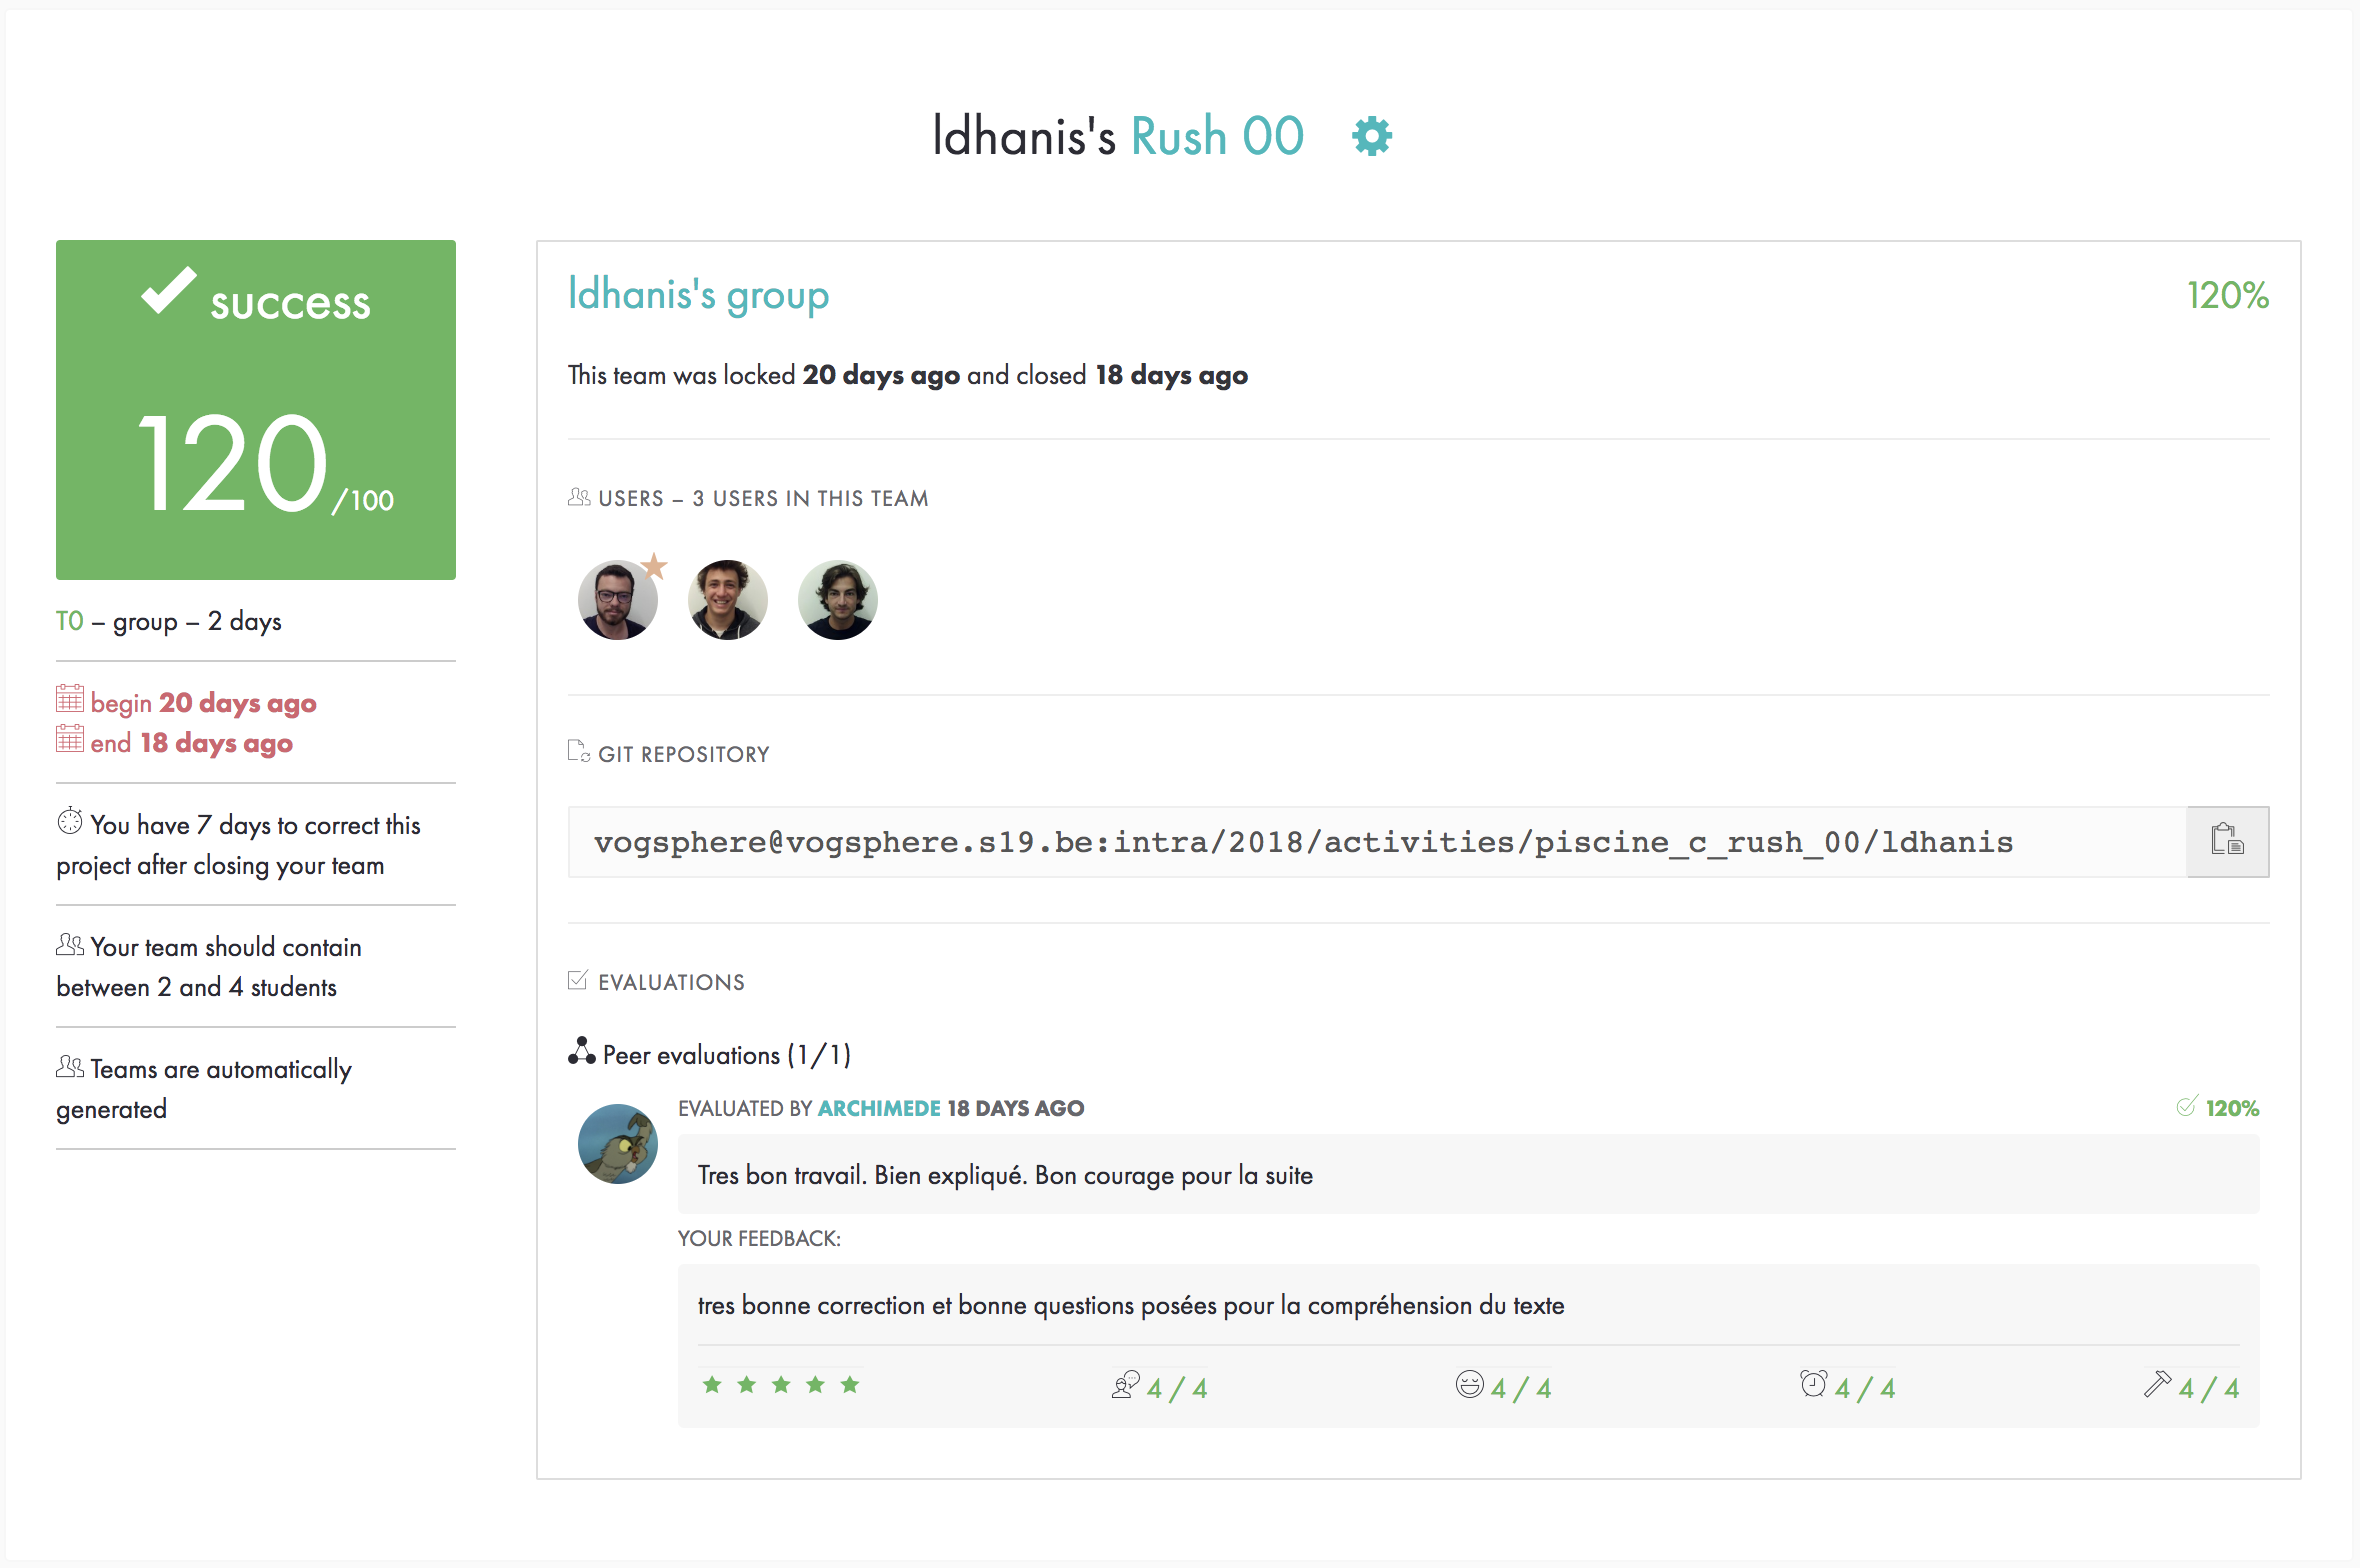 ldhanis's Rush 00
success
120/100
T0 – group – 2 days
begin 20 days ago
end 18 days ago
You have 7 days to correct this
project after closing your team
Your team should contain
between 2 and 4 students
Teams are automatically
generated
ldhanis's group
120%
This team was locked 20 days ago and closed 18 days ago
USERS – 3 USERS IN THIS TEAM
GIT REPOSITORY
vogsphere@vogsphere.s19.be:intra/2018/activities/piscine_c_rush_00/ldhanis
EVALUATIONS
Peer evaluations (1/1)
EVALUATED BY ARCHIMEDE 18 DAYS AGO
120%
Tres bon travail. Bien expliqué. Bon courage pour la suite
YOUR FEEDBACK:
tres bonne correction et bonne questions posées pour la compréhension du texte
4 / 4
4 / 4
4 / 4
4 / 4